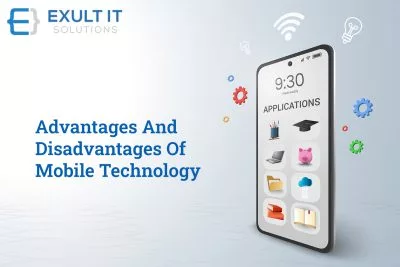 EXULT IT
SOLUTIONS
9:30
APPLICATIONS
Advantages And
Disadvantages Of
Mobile Technology